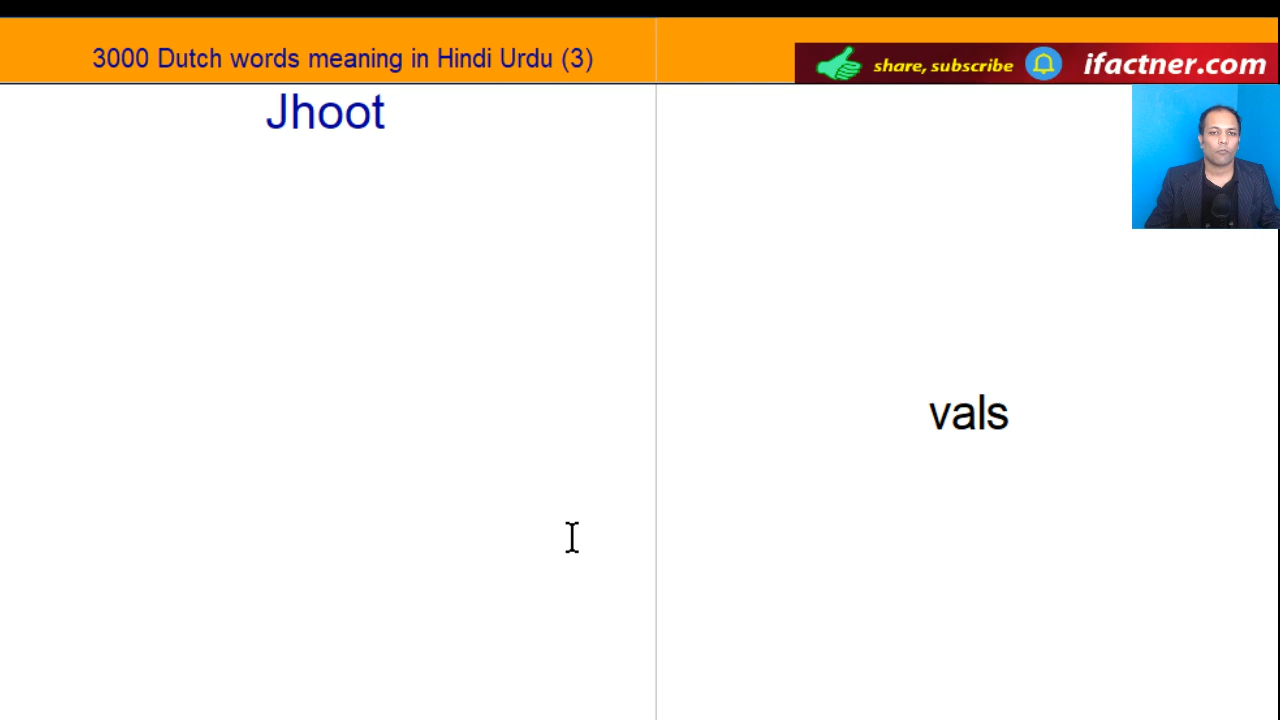 3000 Dutch words meaning in Hindi Urdu (3)
share, subscribe
ifactner.com
Jhoot
vals